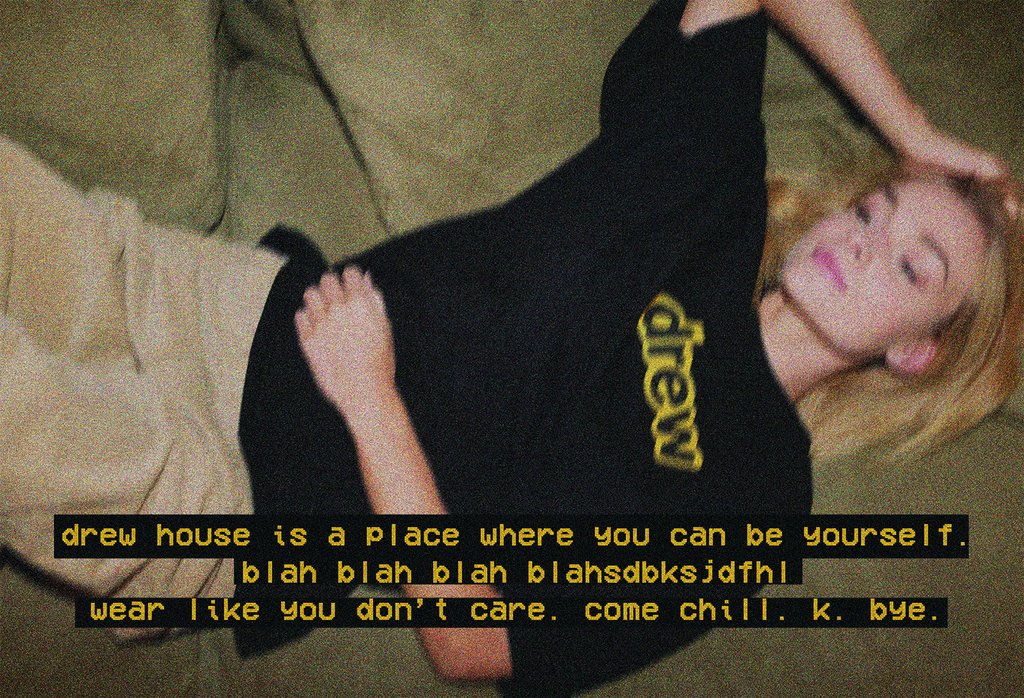 drew
drew house is a place where you can be yourself.
blah blah blah blahsdbksjdfhl
wear like you don't care. come chill. k. bye.